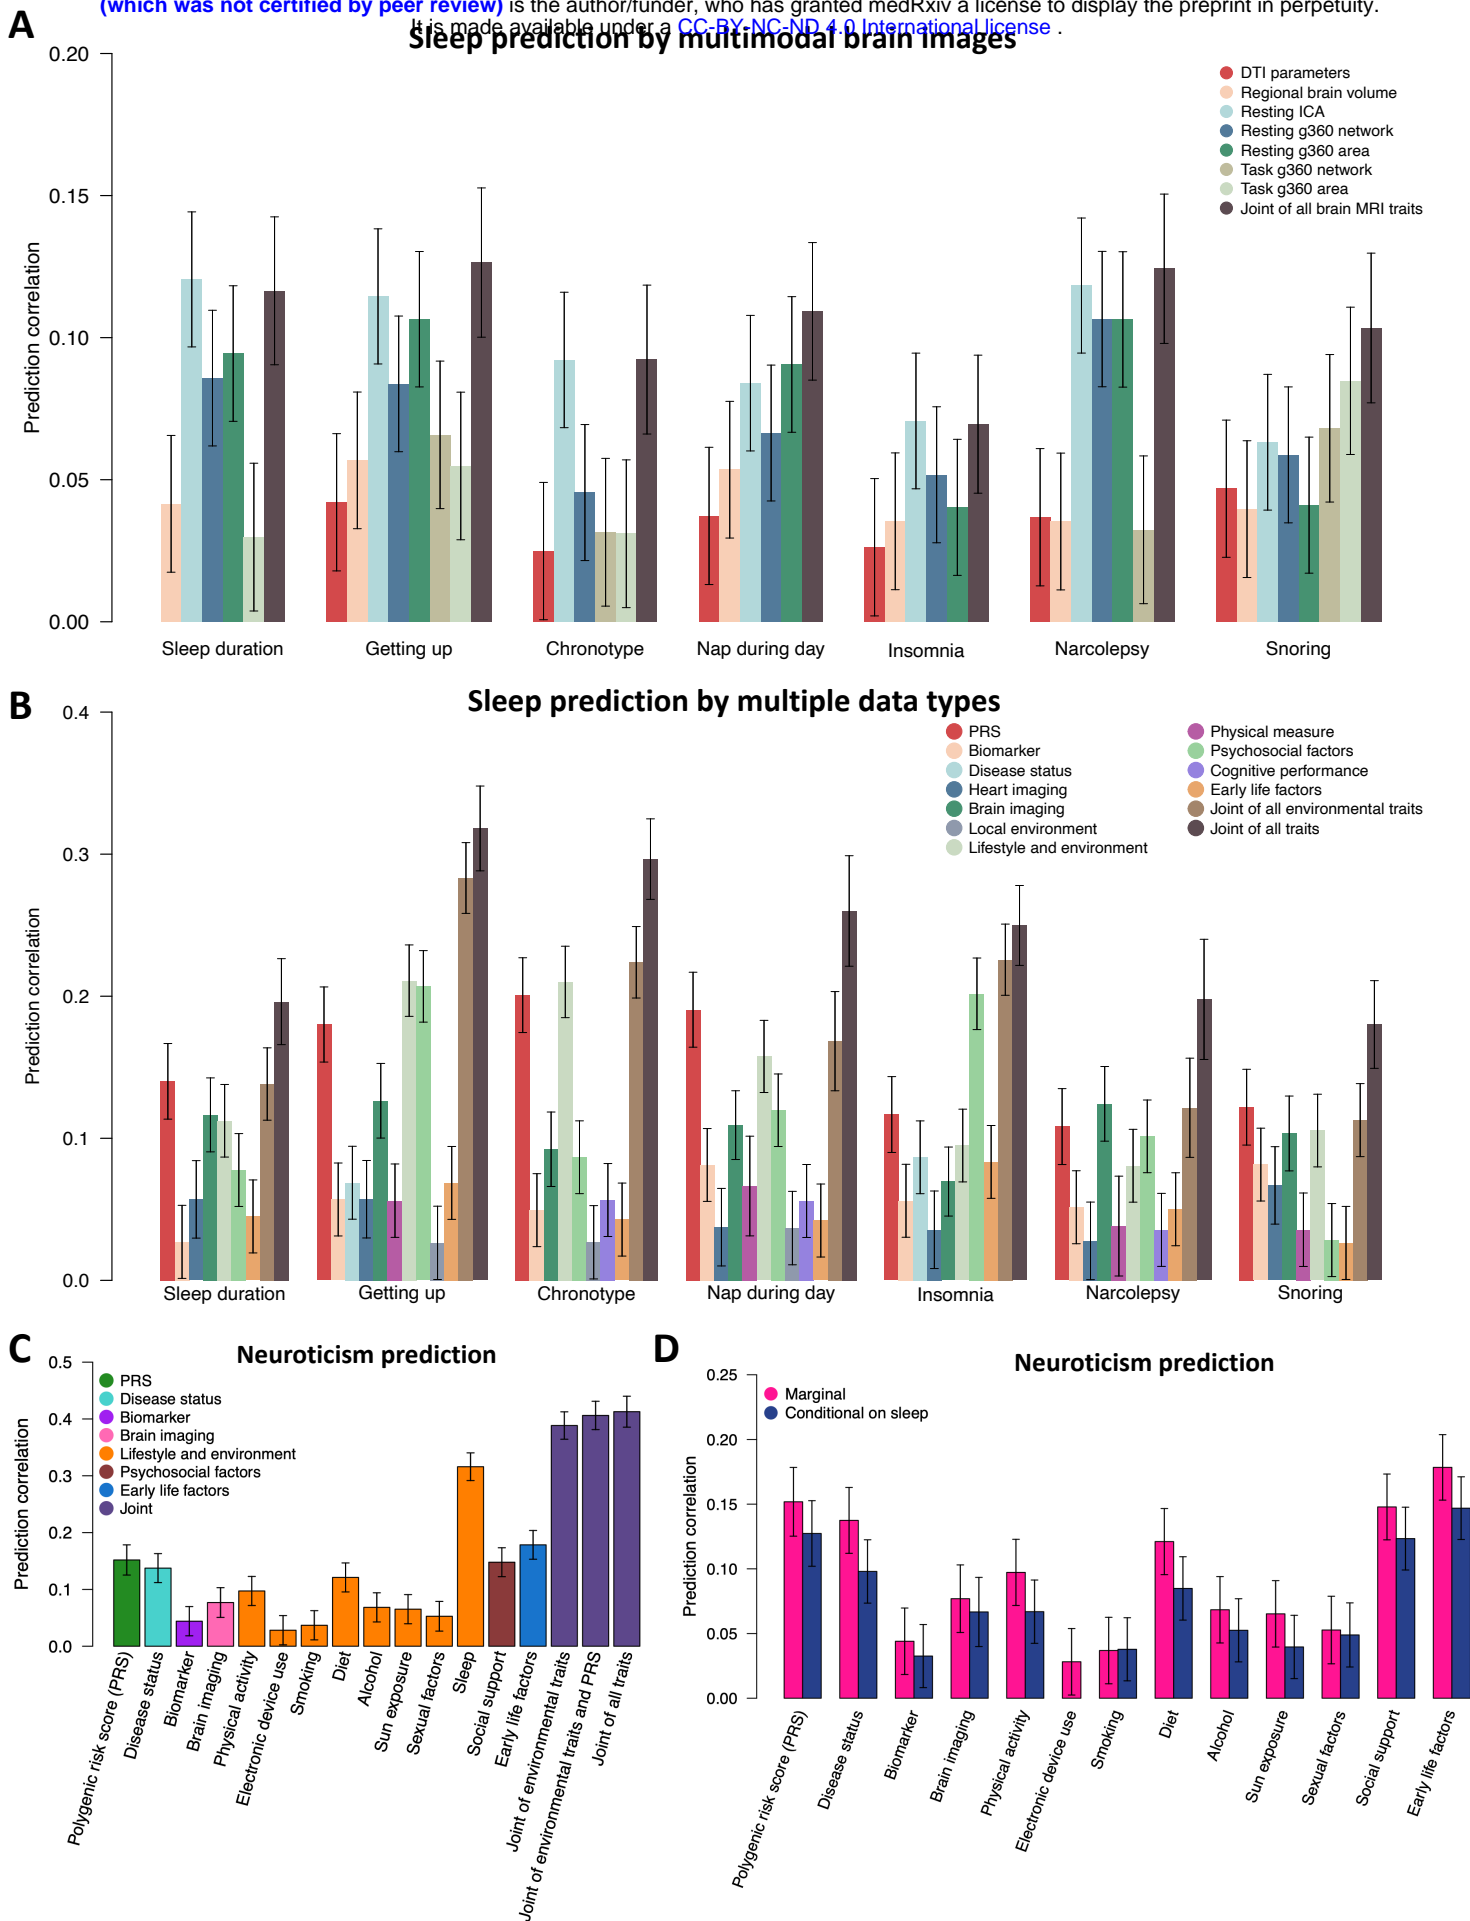 (which was not certified by peer review) is the author/funder, who has granted medRxiv a license to display the preprint in perpetuity.
It is made available under a CC-BY-NC-ND 4.0 International license .
A
Sleep prediction by multimodal brain images
0.20
0.15
0.10
0.05
0.00
Prediction correlation
DTI parameters
Regional brain volume
Resting ICA
Resting g360 network
Resting g360 area
Task g360 network
Task g360 area
Joint of all brain MRI traits
Sleep duration
Getting up
Chronotype
Nap during day
Insomnia
Narcolepsy
Snoring
B
Sleep prediction by multiple data types
0.4
0.3
0.2
0.1
0.0
Prediction correlation
PRS
Biomarker
Disease status
Heart imaging
Brain imaging
Local environment
Lifestyle and environment
Physical measure
Psychosocial factors
Cognitive performance
Early life factors
Joint of all environmental traits
Joint of all traits
Sleep duration
Getting up
Chronotype
Nap during day
Insomnia
Narcolepsy
Snoring
C
Neuroticism prediction
0.5
0.4
0.3
0.2
0.1
0.0
Prediction correlation
PRS
Disease status
Biomarker
Brain imaging
Lifestyle and environment
Psychosocial factors
Early life factors
Joint
Polygenic risk score (PRS)
Disease status
Biomarker
Brain imaging
Physical activity
Electronic device use
Smoking
Diet
Alcohol
Sun exposure
Sexual factors
Sleep
Social support
Early life factors
Joint of environmental traits
Joint of environmental traits and PRS
Joint of all traits
D
Neuroticism prediction
0.25
0.20
0.15
0.10
0.05
0.00
Prediction correlation
Marginal
Conditional on sleep
Polygenic risk score (PRS)
Disease status
Biomarker
Brain imaging
Physical activity
Electronic device use
Smoking
Diet
Alcohol
Sun exposure
Sexual factors
Social support
Early life factors